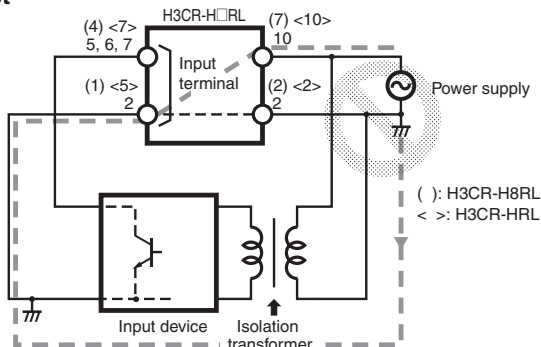 H3CR-H□RL
(4) <7>
5, 6, 7
(7) <10>
10
Input
terminal
(1) <5>
2
(2) <2>
2
Power supply
( ): H3CR-H8RL
< >: H3CR-HRL
Input device
Isolation
transformer